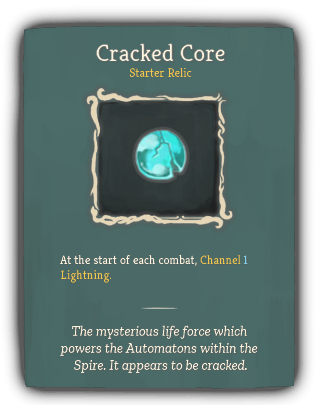 Cracked Core
Starter Relic
At the start of each combat, Channel 1
Lightning.
The mysterious life force which
powers the Automatons within the
Spire. It appears to be cracked.